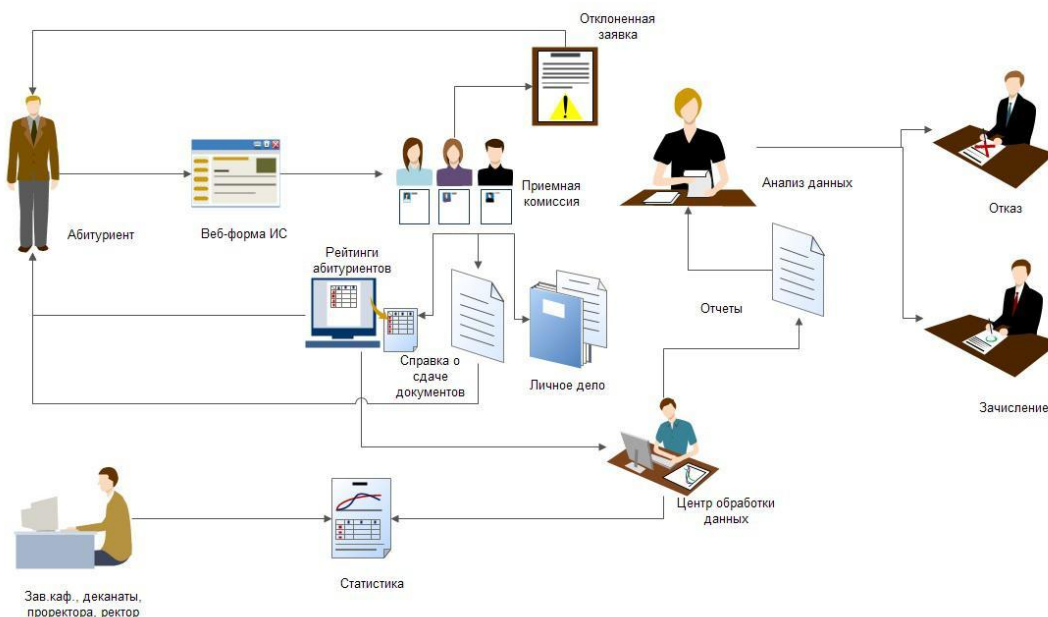 Отклоненная
заявка
Абитуриент
Веб-форма ИС
Приемная
комиссия
Анализ данных
Отказ
Рейтинги
абитуриентов
Справка о
сдаче
документов
Личное дело
Отчеты
Зачисление
Центр обработки
данных
Статистика
Зав.каф., деканаты,
проректора, ректор